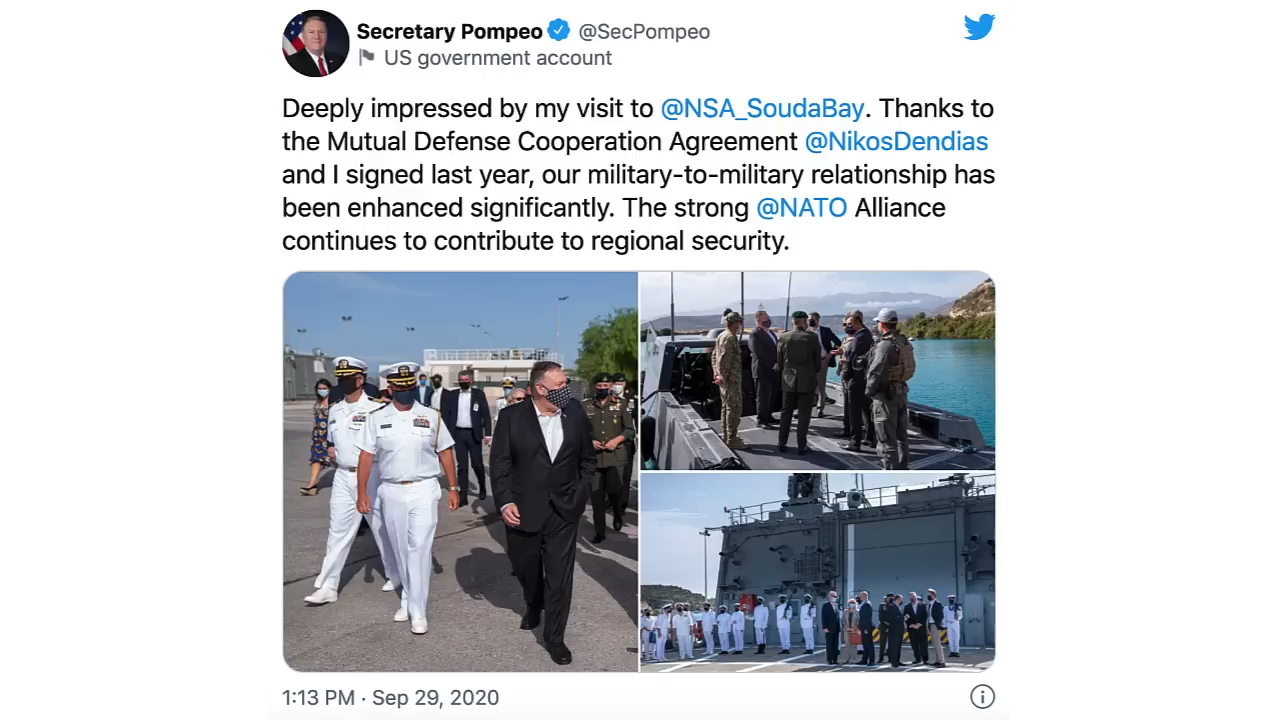 Secretary Pompeo @SecPompeo
US government account
Deeply impressed by my visit to @NSA_SoudaBay. Thanks to
the Mutual Defense Cooperation Agreement @NikosDendias
and I signed last year, our military-to-military relationship has
been enhanced significantly. The strong @NATO Alliance
continues to contribute to regional security.
1:13 PM · Sep 29, 2020